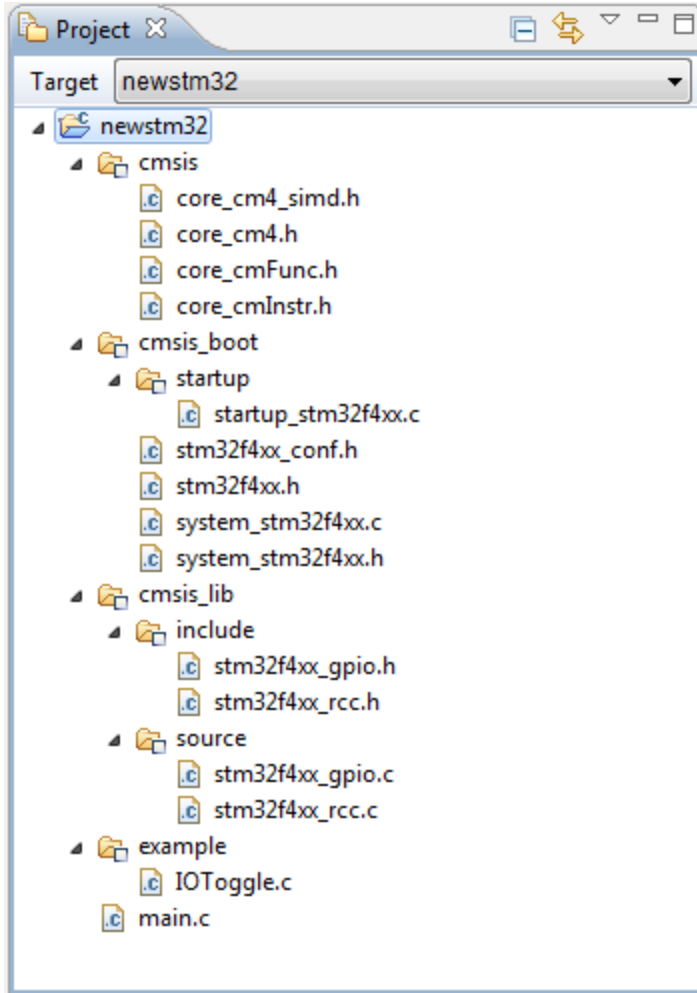 Project
Target newstm32
newstm32
cmsis
core_cm4_simd.h
core_cm4.h
core_cmFunc.h
core_cmInstr.h
cmsis_boot
startup
startup_stm32f4xx.c
stm32f4xx_conf.h
stm32f4xx.h
system_stm32f4xx.c
system_stm32f4xx.h
cmsis_lib
include
stm32f4xx_gpio.h
stm32f4xx_rcc.h
source
stm32f4xx_gpio.c
stm32f4xx_rcc.c
example
IOToggle.c
main.c